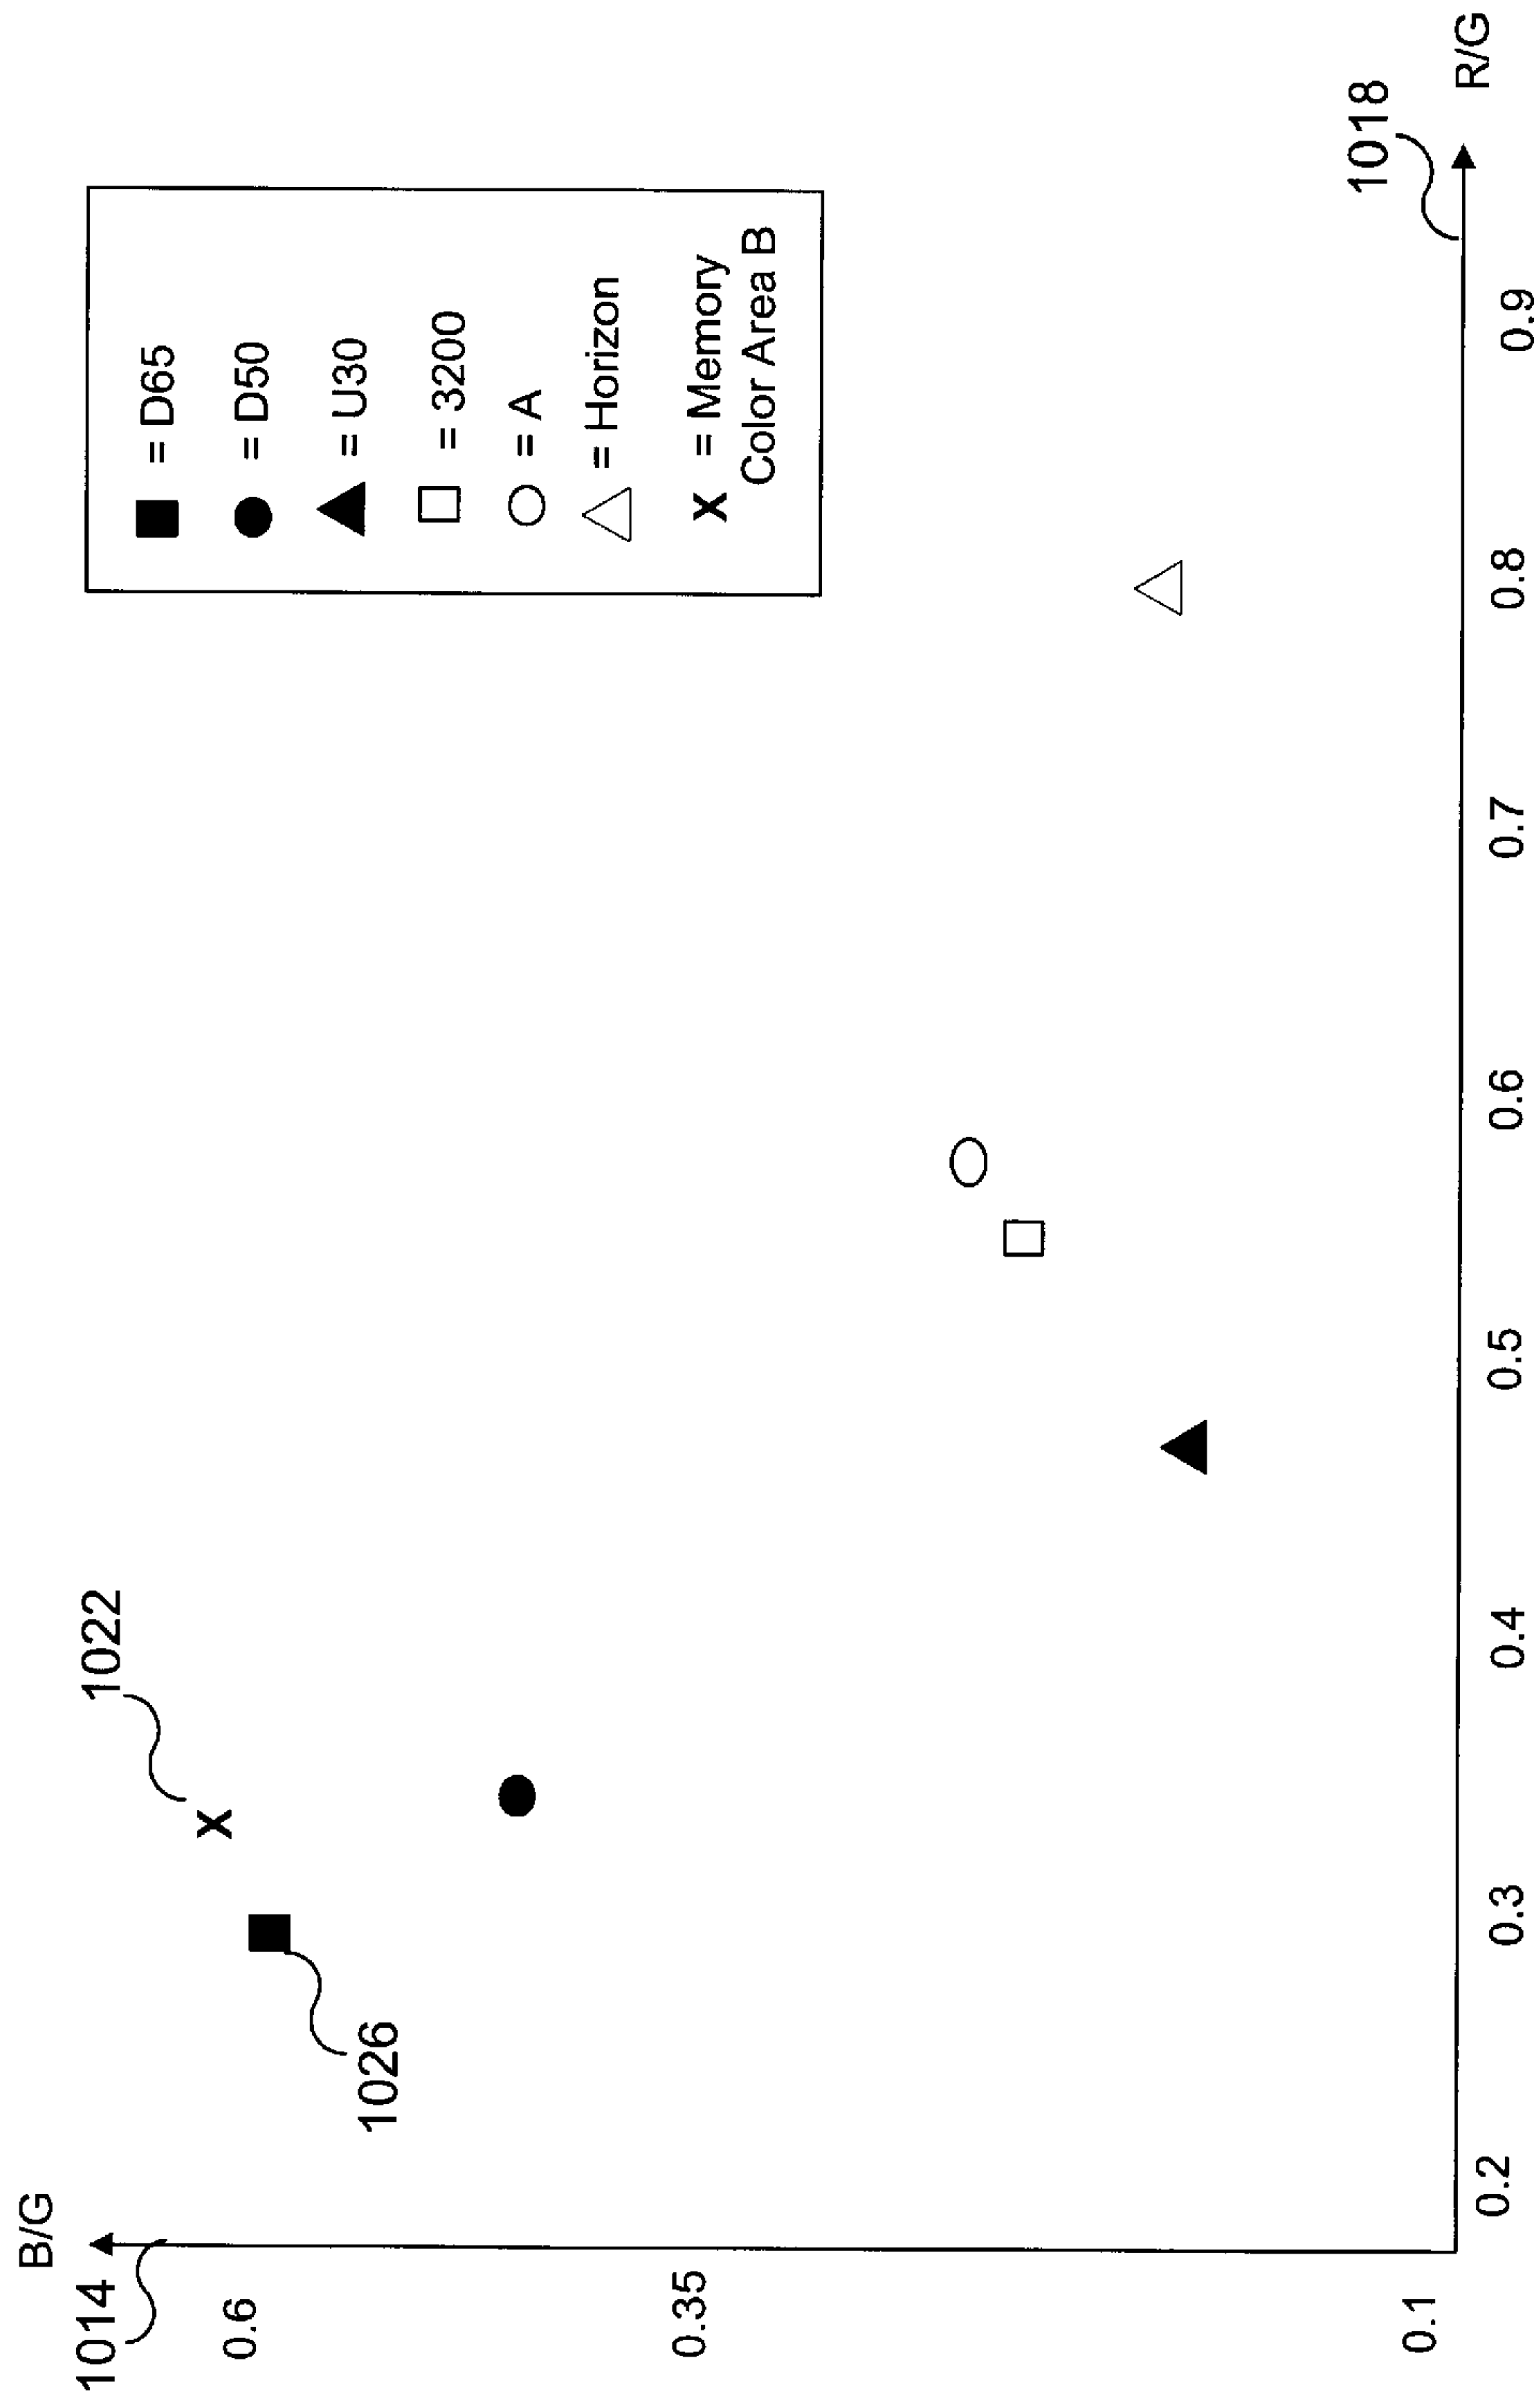 B/G
1014
0.6
0.35
0.1
1022
1026
= D65
= D50
= U30
= 3200
= A
= Horizon
x = Memory
Color Area B
1018
R/G
0.2
0.3
0.4
0.5
0.6
0.7
0.8
0.9
x